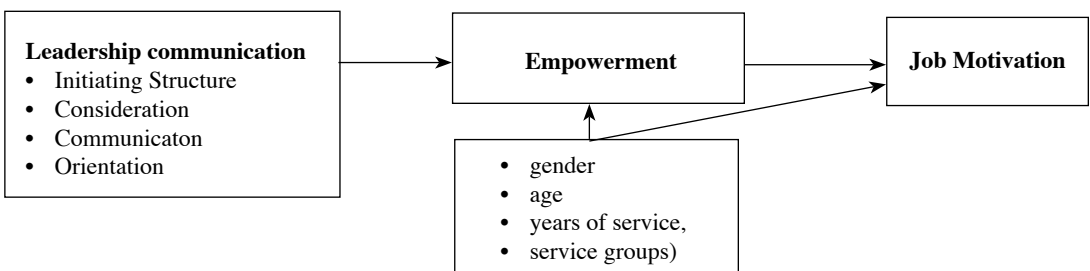 Leadership communication
• Initiating Structure
• Consideration
• Communicaton
• Orientation
Empowerment
Job Motivation
• gender
• age
• years of service,
• service groups)